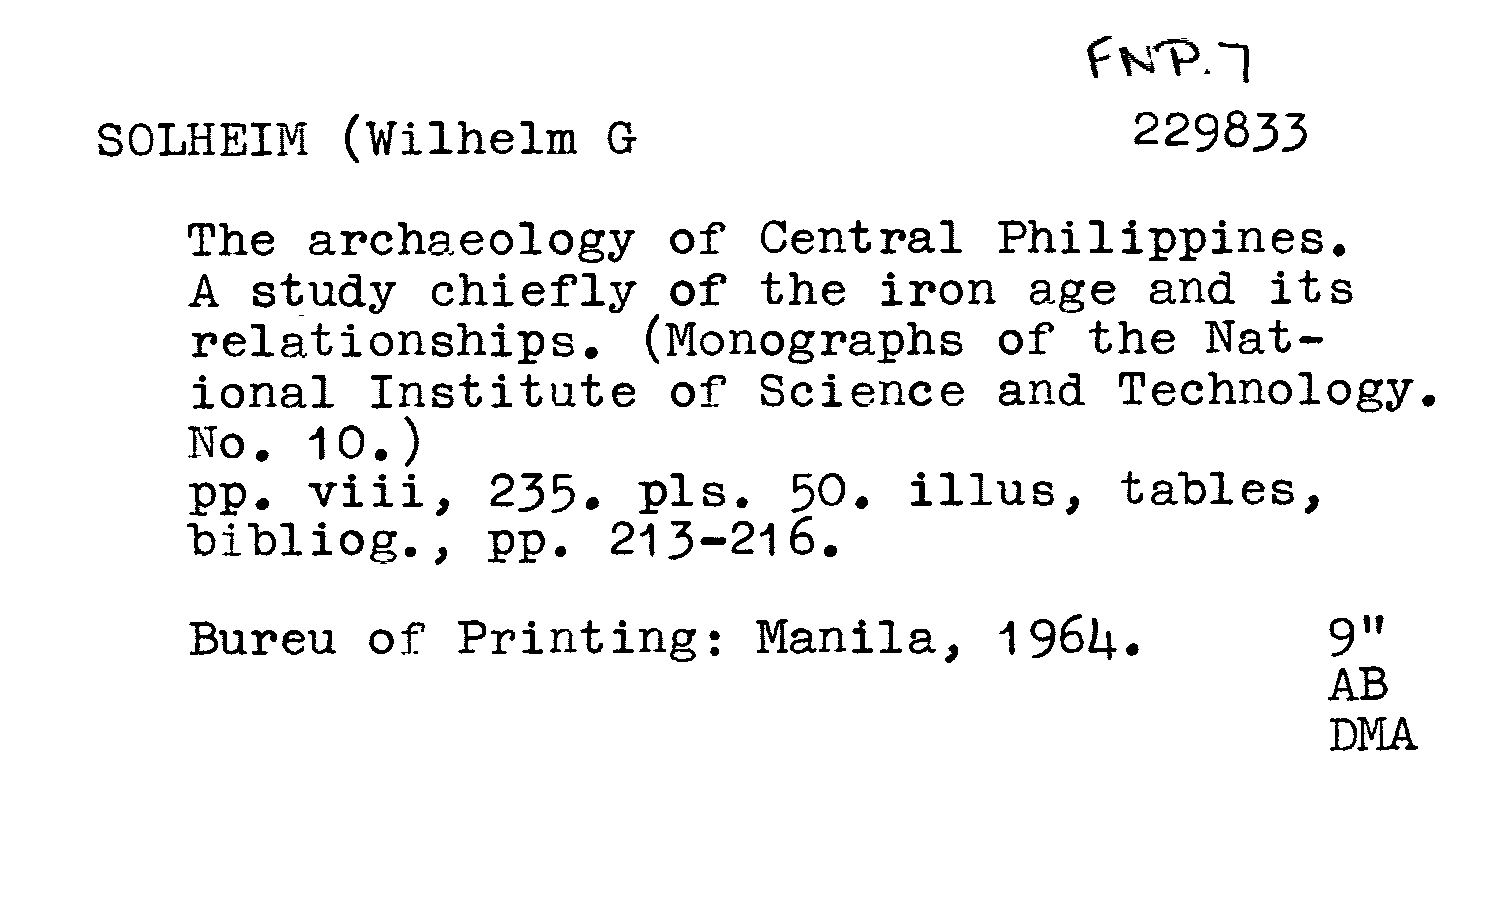 FNP.7
SOLHEIM (Wilhelm G 229833
The archaeology of Central Philippines.
A study chiefly of the iron age and its
relationships. (Monographs of the Nat-
ional Institute of Science and Technology.
No. 10.)
pp. viii, 235. pls. 50. illus, tables,
bibliog., pp. 213-216.
Bureu of Printing: Manila, 1964. 9"
AB
DMA